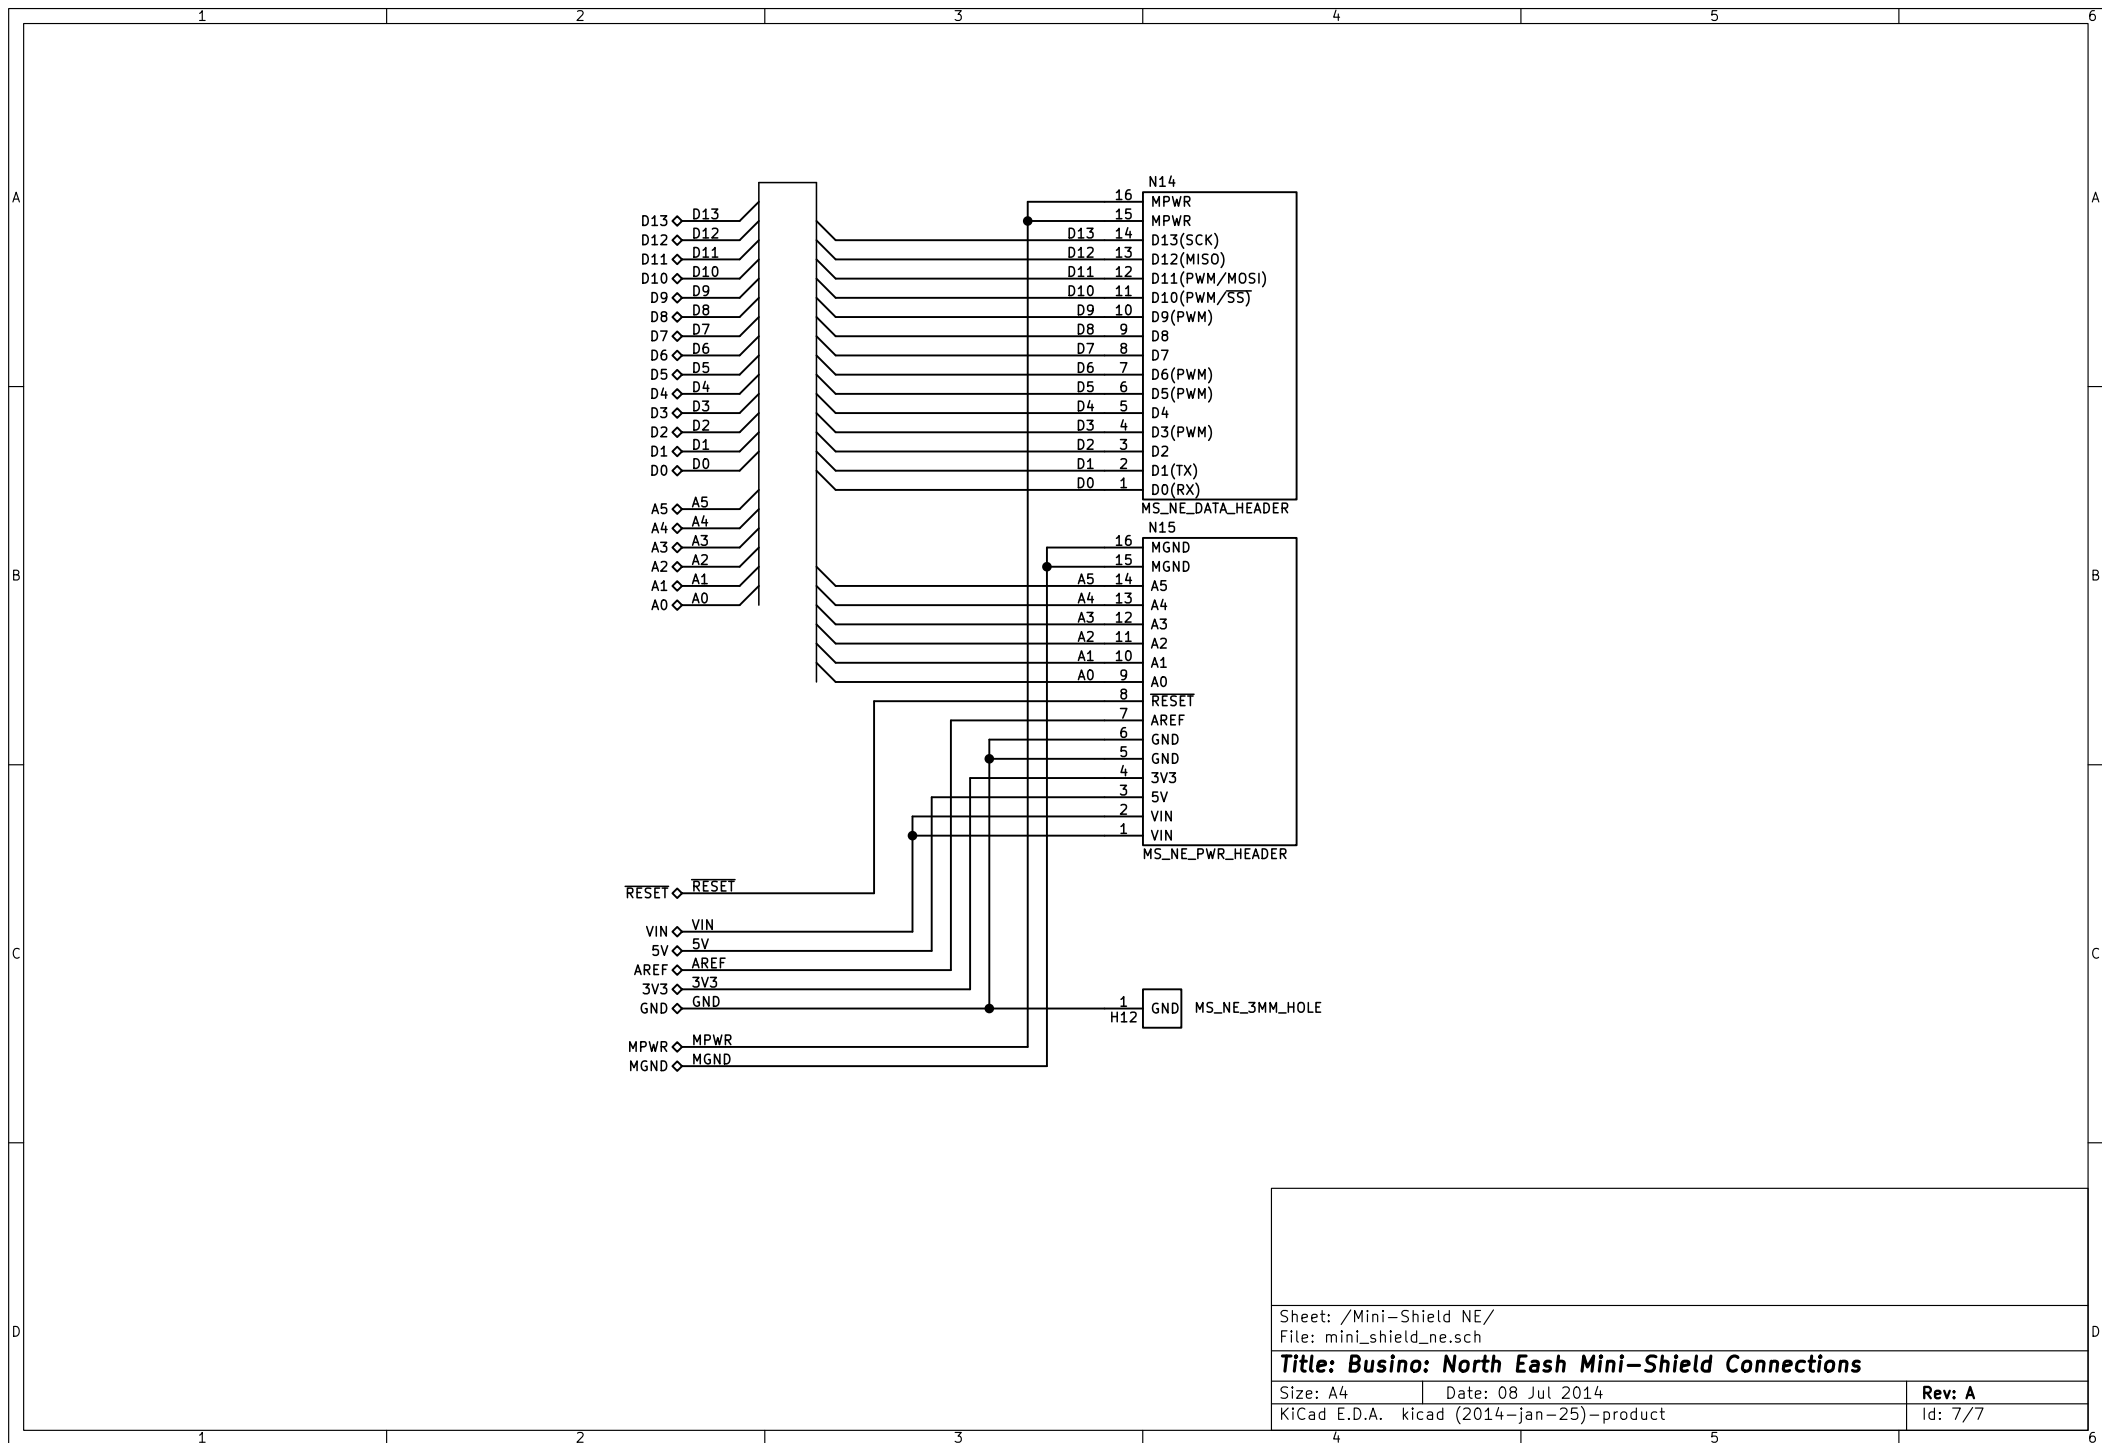 1 2 3 4 5 6
A A
N14
16 MPWR
15 MPWR
D13 D13 D13 14 D13(SCK)
D12 D12 D12 13 D12(MISO)
D11 D11 D11 12 D11(PWM/MOSI)
D10 D10 D10 11 D10(PWM/SS)
D9 D9 D9 10 D9(PWM)
D8 D8 D8 9 D8
D7 D7 D7 8 D7
D6 D6 D6 7 D6(PWM)
D5 D5 D5 6 D5(PWM)
D4 D4 D4 5 D4
D3 D3 D3 4 D3(PWM)
D2 D2 D2 3 D2
D1 D1 D1 2 D1(TX)
D0 D0 D0 1 D0(RX)
MS_NE_DATA_HEADER
A5 A5
A4 A4
A3 A3
A2 A2
A1 A1
A0 A0
N15
16 MGND
15 MGND
B B
A5 14 A5
A4 13 A4
A3 12 A3
A2 11 A2
A1 10 A1
A0 9 A0
8 RESET
7 AREF
6 GND
5 GND
4 3V3
3 5V
2 VIN
1 VIN
MS_NE_PWR_HEADER
RESET RESET
VIN VIN
5V 5V
C C
AREF AREF
3V3 3V3
GND GND 1 H12 GND MS_NE_3MM_HOLE
MPWR MPWR
MGND MGND
D D
Sheet: /Mini-Shield NE/
File: mini_shield_ne.sch
Title: Busino: North Eash Mini-Shield Connections
Size: A4 Date: 08 Jul 2014 Rev: A
KiCad E.D.A. kicad (2014-jan-25)-product Id: 7/7
1 2 3 4 5 6